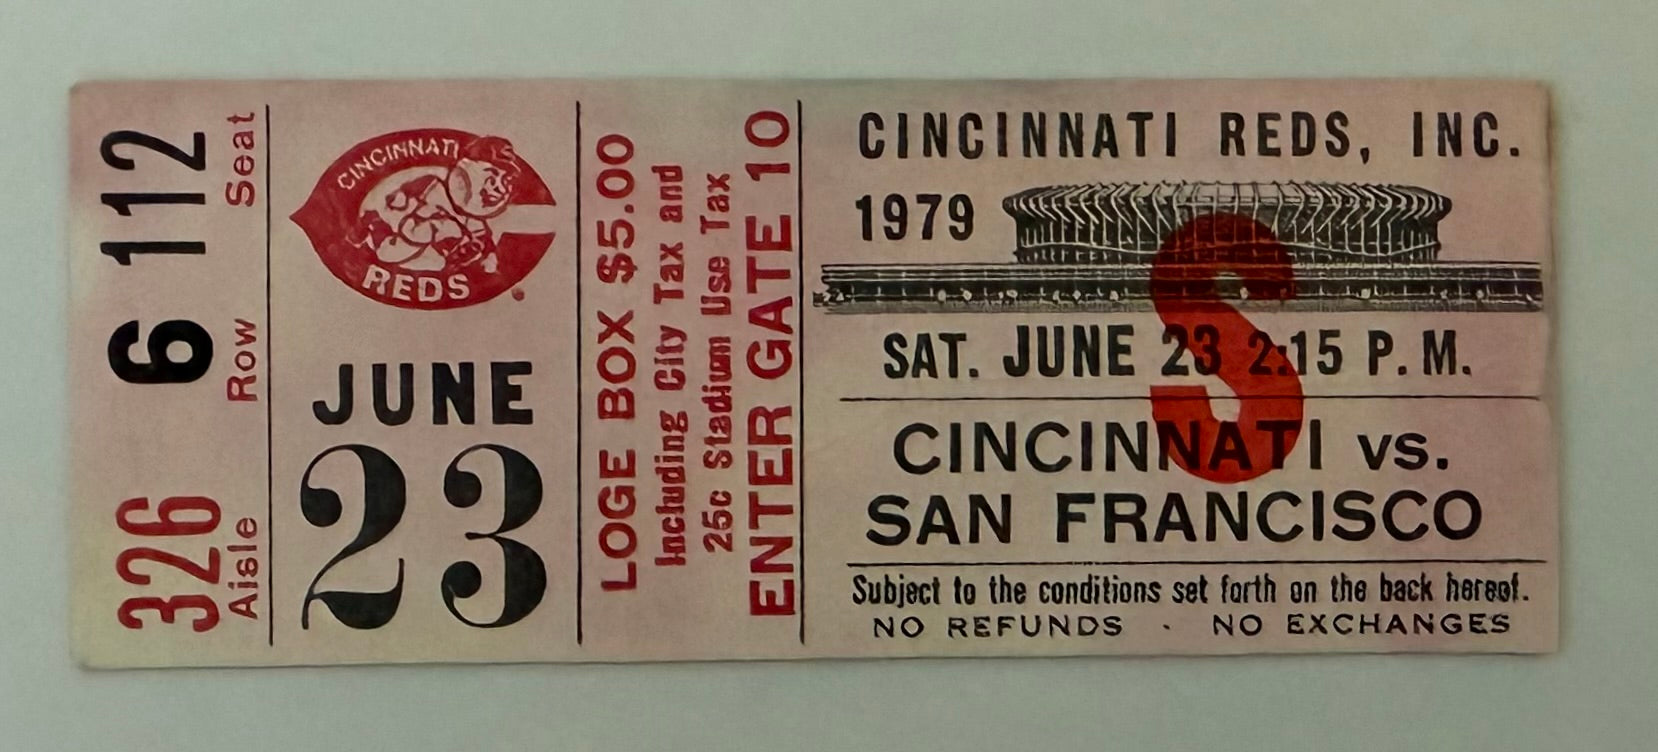 112 Seat
6 Row
326 Aisle
CINCINNATI
REDS
JUNE
23
LOGE BOX $5.00
Including City Tax and
25c Stadium Use Tax
ENTER GATE 10
CINCINNATI REDS, INC.
1979
S
SAT. JUNE 23 2:15 P.M.
CINCINNATI vs.
SAN FRANCISCO
Subject to the conditions set forth on the back hereof.
NO REFUNDS · NO EXCHANGES